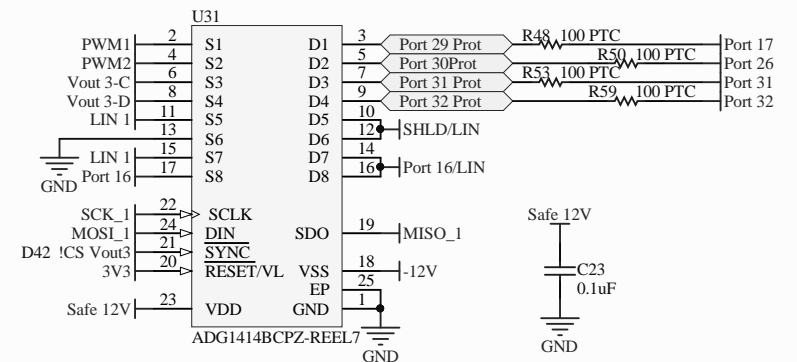 U31
PWM1 2 S1 D1 3 Port 29 Prot R48 100 PTC Port 17
PWM2 4 S2 D2 5 Port 30Prot R50 100 PTC Port 26
Vout 3-C 6 S3 D3 7 Port 31 Prot R53 100 PTC Port 31
Vout 3-D 8 S4 D4 9 Port 32 Prot R59 100 PTC Port 32
LIN 1 11 S5 D5 10
13 S6 D6 12 SHLD/LIN
LIN 1 15 S7 D7 14
Port 16 17 S8 D8 16 Port 16/LIN
GND
SCK_1 22 SCLK
MOSI_1 24 DIN SDO 19 MISO_1
D42 !CS Vout3 21 SYNC
3V3 20 RESET/VL VSS 18 -12V
EP 25
Safe 12V 23 VDD GND 1
ADG1414BCPZ-REEL7
GND
Safe 12V
C23
0.1uF
GND